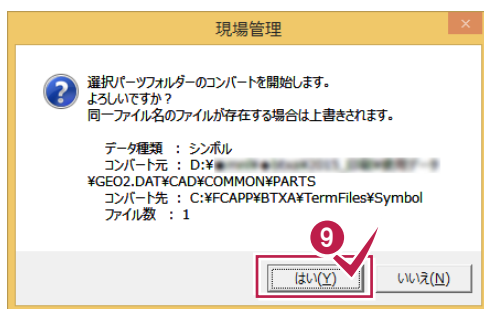 現場管理
選択パーツフォルダーのコンバートを開始します。
よろしいですか?
同一ファイル名のファイルが存在する場合は上書きされます。
データ種類 : シンボル
コンバート元 : D:¥
¥GEO2.DAT¥CAD¥COMMON¥PARTS
コンバート先 : C:¥FCAPP¥BTXA¥TermFiles¥Symbol
ファイル数 : 1
9
はい(Y) いいえ(N)